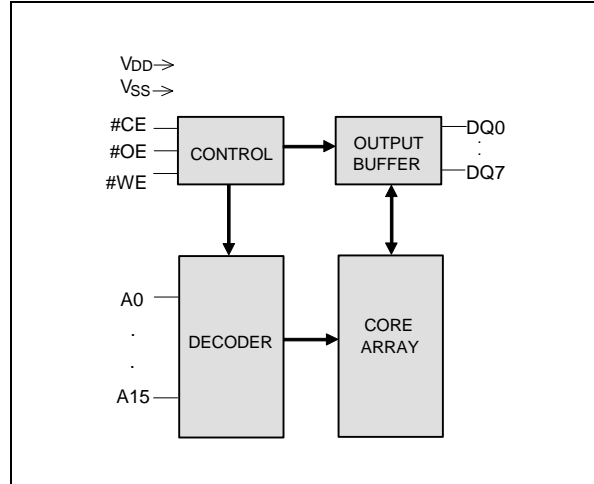 VDD
VSS
#CE
#OE
#WE
CONTROL
OUTPUT
BUFFER
DQ0
.
.
DQ7
A0
.
.
A15
DECODER
CORE
ARRAY